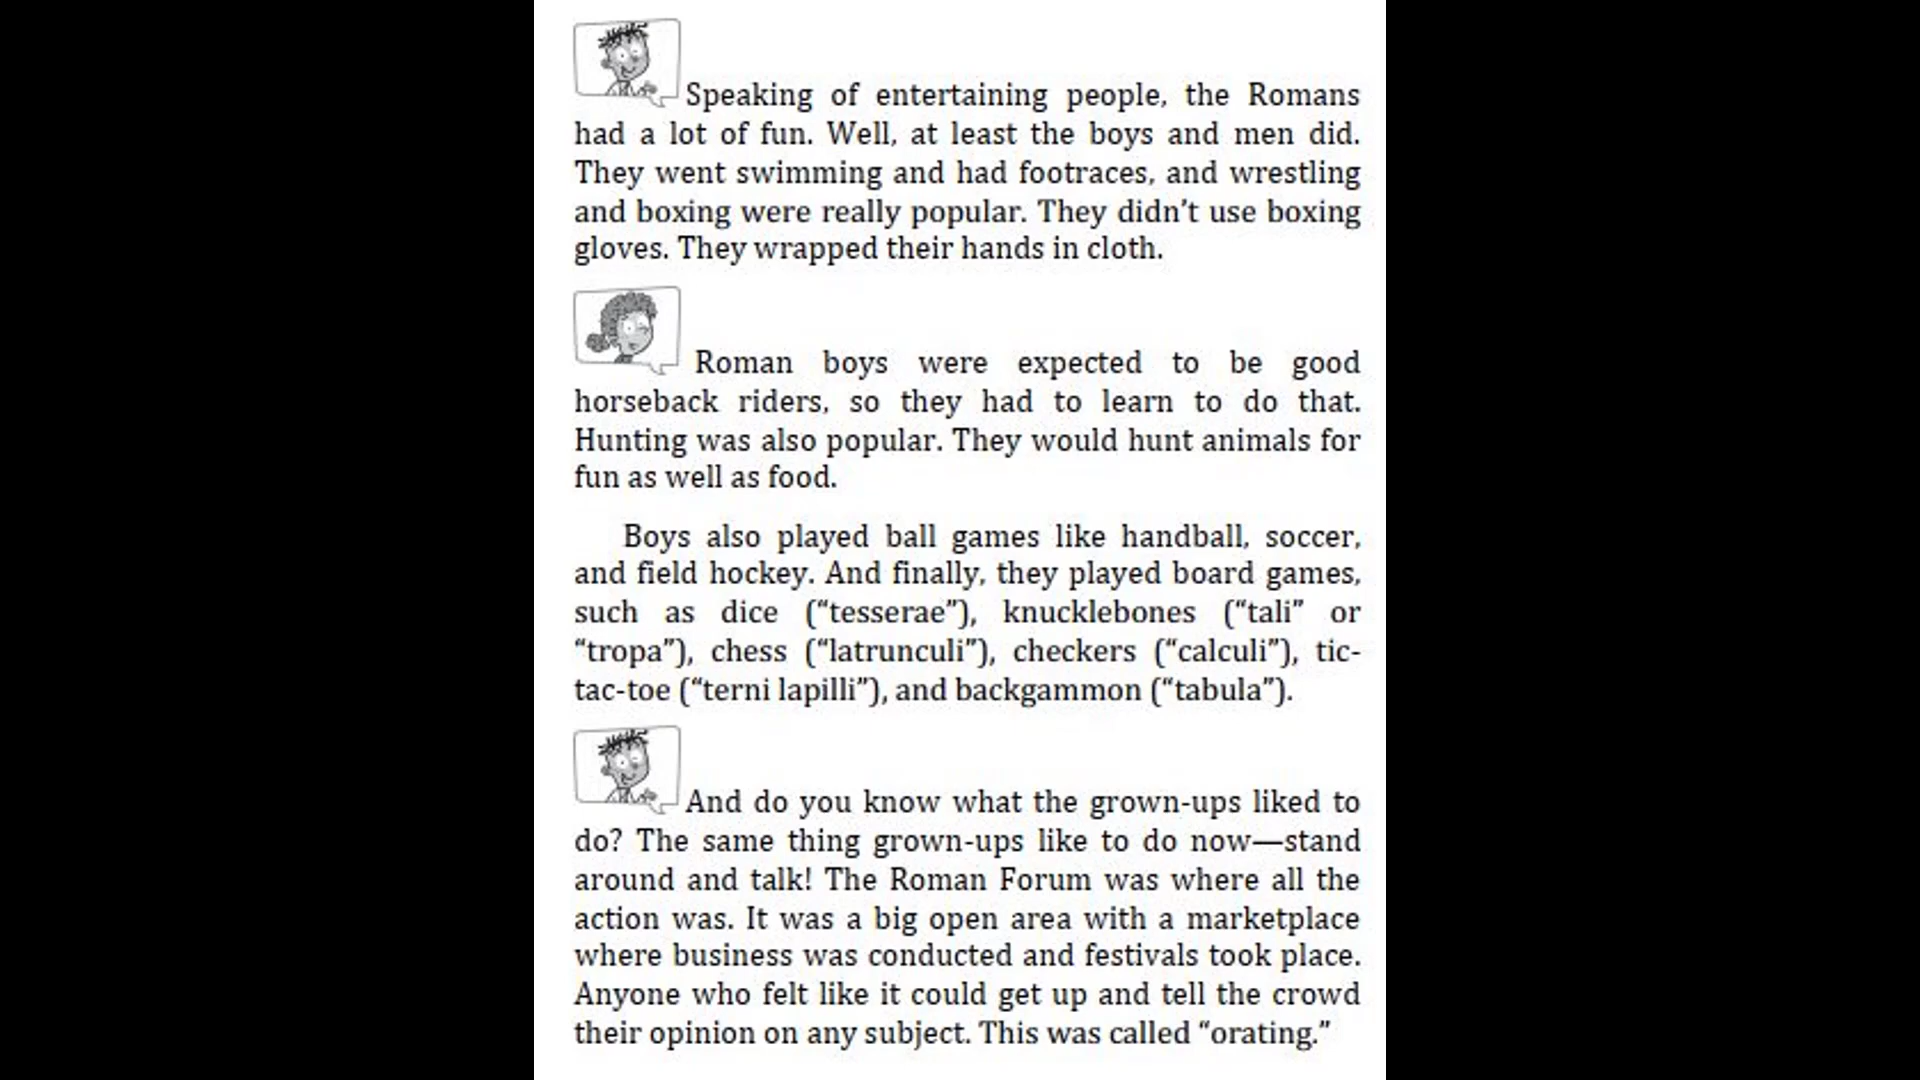 Speaking of entertaining people, the Romans
had a lot of fun. Well, at least the boys and men did.
They went swimming and had footraces, and wrestling
and boxing were really popular. They didn’t use boxing
gloves. They wrapped their hands in cloth.
Roman boys were expected to be good
horseback riders, so they had to learn to do that.
Hunting was also popular. They would hunt animals for
fun as well as food.
Boys also played ball games like handball, soccer,
and field hockey. And finally, they played board games,
such as dice (“tesserae”), knucklebones (“tali” or
“tropa”), chess (“latrunculi”), checkers (“calculi”), tic-
tac-toe (“terni lapilli”), and backgammon (“tabula”).
And do you know what the grown-ups liked to
do? The same thing grown-ups like to do now—stand
around and talk! The Roman Forum was where all the
action was. It was a big open area with a marketplace
where business was conducted and festivals took place.
Anyone who felt like it could get up and tell the crowd
their opinion on any subject. This was called “orating.”